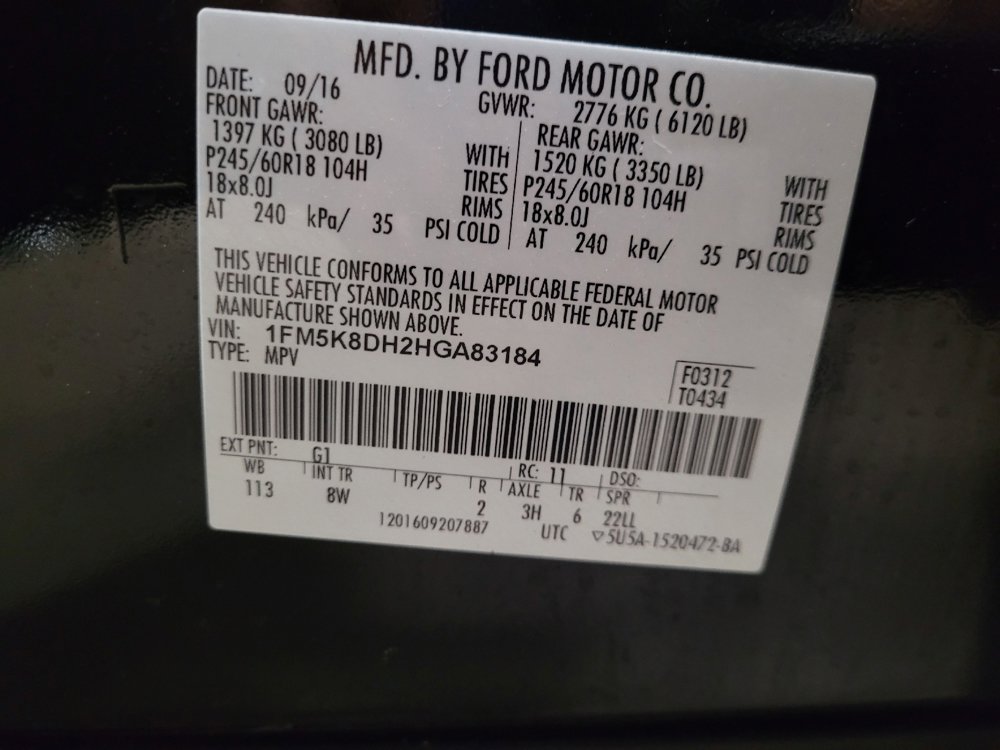 MFD. BY FORD MOTOR CO.
DATE: 09/16 GVWR: 2776 KG ( 6120 LB)
FRONT GAWR: REAR GAWR:
1397 KG ( 3080 LB) WITH 1520 KG ( 3350 LB) WITH
P245/60R18 104H TIRES P245/60R18 104H TIRES
18x8.0J RIMS 18x8.0J RIMS
AT 240 kPa/ 35 PSI COLD AT 240 kPa/ 35 PSI COLD
THIS VEHICLE CONFORMS TO ALL APPLICABLE FEDERAL MOTOR
VEHICLE SAFETY STANDARDS IN EFFECT ON THE DATE OF
MANUFACTURE SHOWN ABOVE.
VIN: 1FM5K8DH2HGA83184
TYPE: MPV
F0312
T0434
EXT PNT: G1 RC: 11 DSO:
WB INT TR TP/PS R AXLE TR SPR
113 8W 2 3H 6 22LL
1201609207887 UTC ▽5U5A-1520472-BA